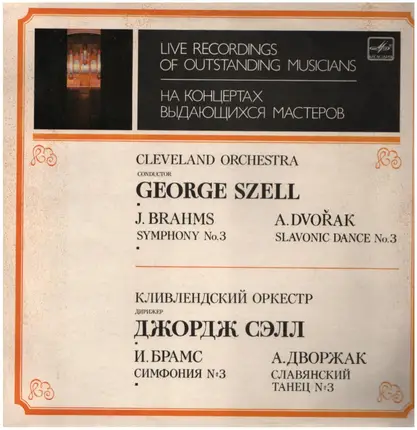 LIVE RECORDINGS
OF OUTSTANDING MUSICIANS
НА КОНЦЕРТАХ
ВЫДАЮЩИХСЯ МАСТЕРОВ
CLEVELAND ORCHESTRA
CONDUCTOR
GEORGE SZELL
J. BRAHMS
SYMPHONY No.3
A. DVOŘAK
SLAVONIC DANCE No.3
КЛИВЛЕНДСКИЙ ОРКЕСТР
ДИРИЖЕР
ДЖОРДЖ СЭЛЛ
И. БРАМС
СИМФОНИЯ №3
А. ДВОРЖАК
СЛАВЯНСКИЙ
ТАНЕЦ №3